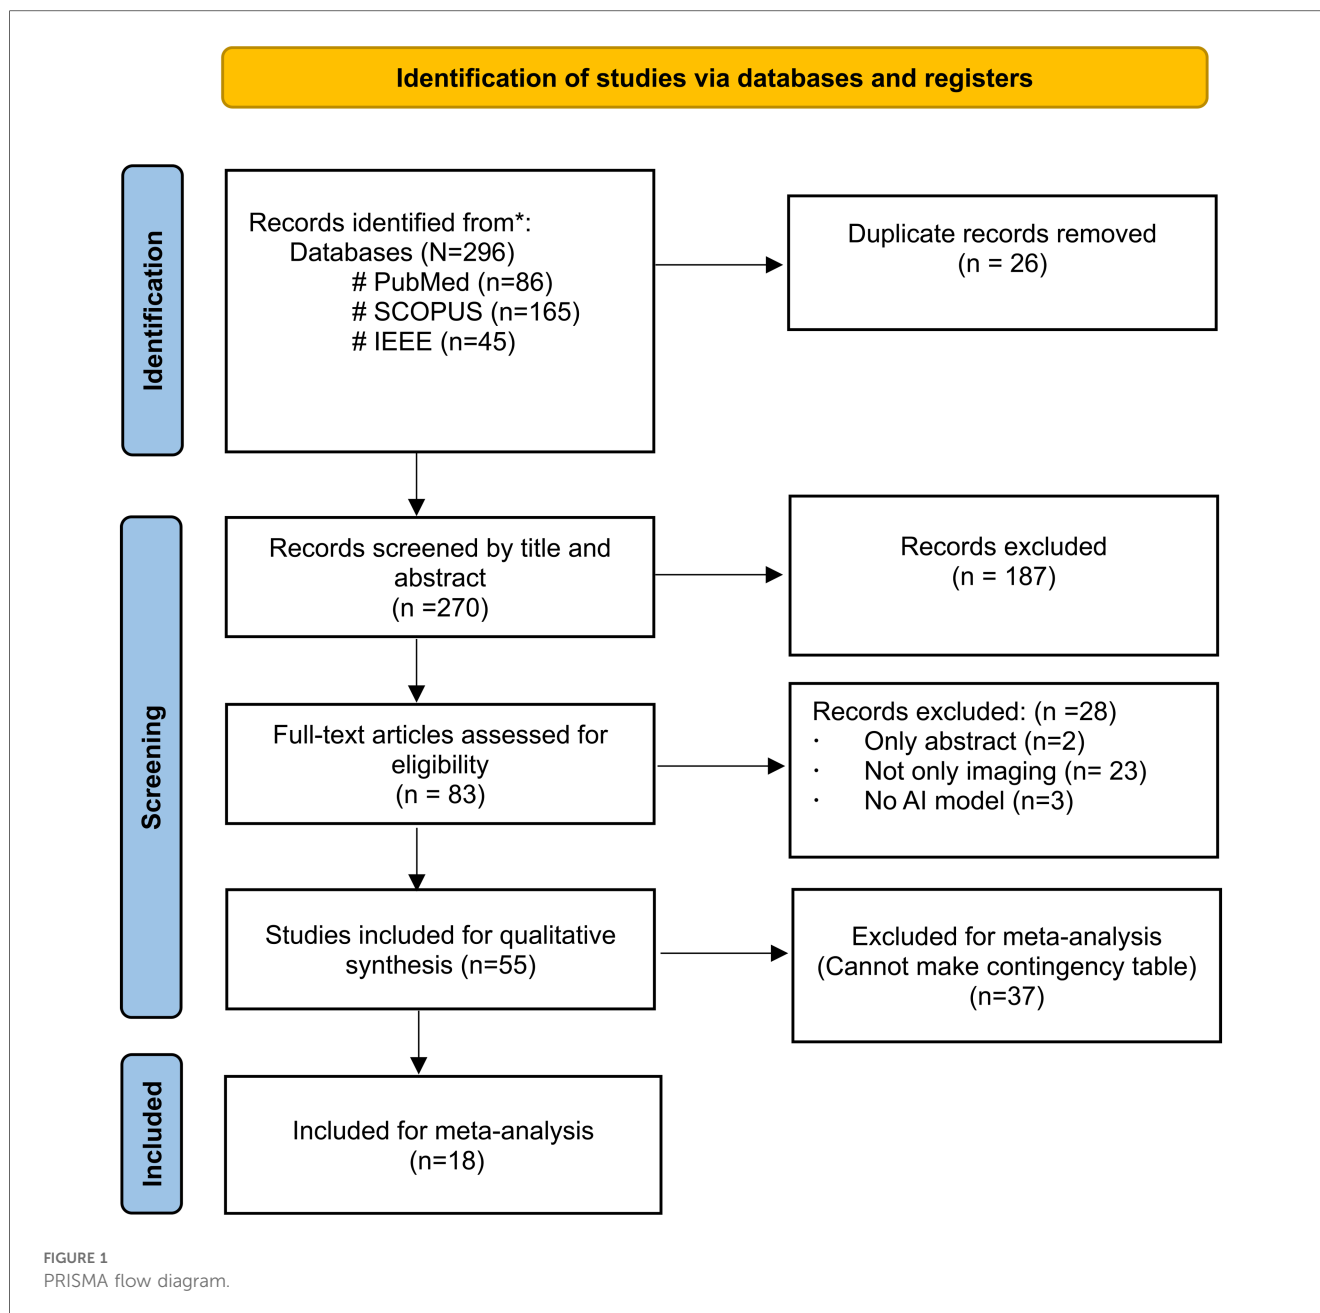 Identification of studies via databases and registers
Identification
Records identified from*:
Databases (N=296)
# PubMed (n=86)
# SCOPUS (n=165)
# IEEE (n=45)
Duplicate records removed
(n = 26)
Screening
Records screened by title and
abstract
(n =270)
Records excluded
(n = 187)
Full-text articles assessed for
eligibility
(n = 83)
Records excluded: (n =28)
· Only abstract (n=2)
· Not only imaging (n= 23)
· No AI model (n=3)
Studies included for qualitative
synthesis (n=55)
Excluded for meta-analysis
(Cannot make contingency table)
(n=37)
Included
Included for meta-analysis
(n=18)
FIGURE 1
PRISMA flow diagram.